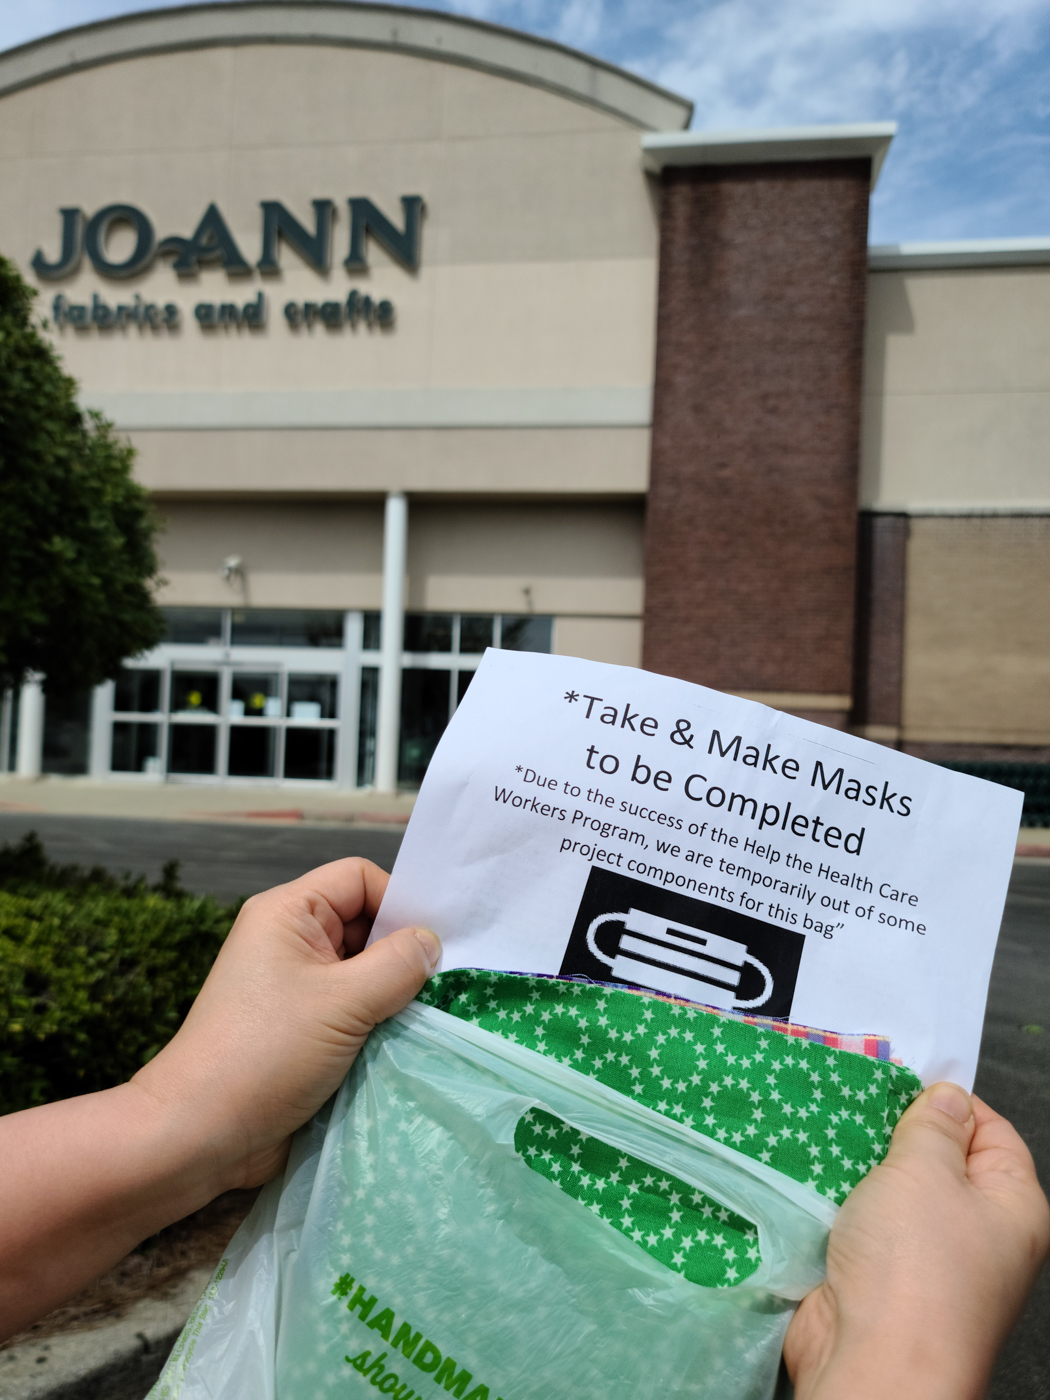 JO-ANN
fabrics and crafts
*Take & Make Masks
to be Completed
*Due to the success of the Help the Health Care
Workers Program, we are temporarily out of some
project components for this bag”
#HANDMA
show